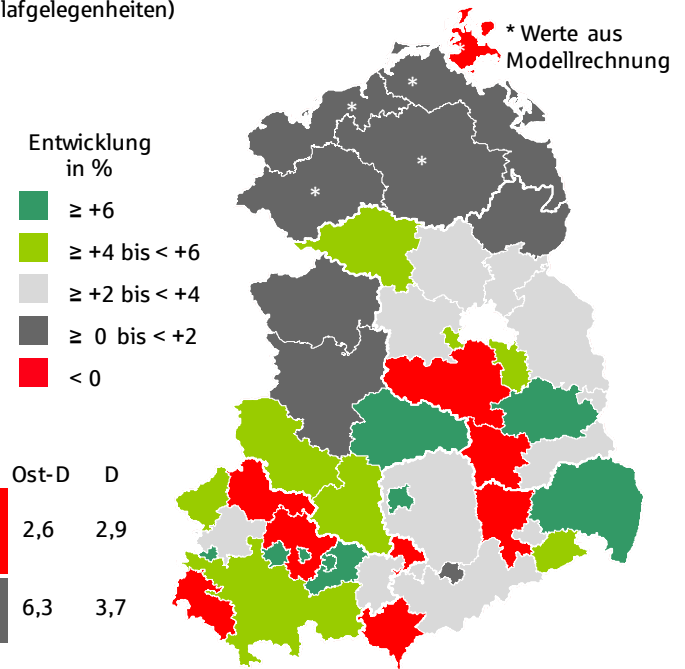 lafgelegenheiten)
* Werte aus
Modellrechnung
*
*
*
*
Entwicklung
in %
≥ +6
≥ +4 bis < +6
≥ +2 bis < +4
≥ 0 bis < +2
< 0
Ost-D D
2,6 2,9
6,3 3,7